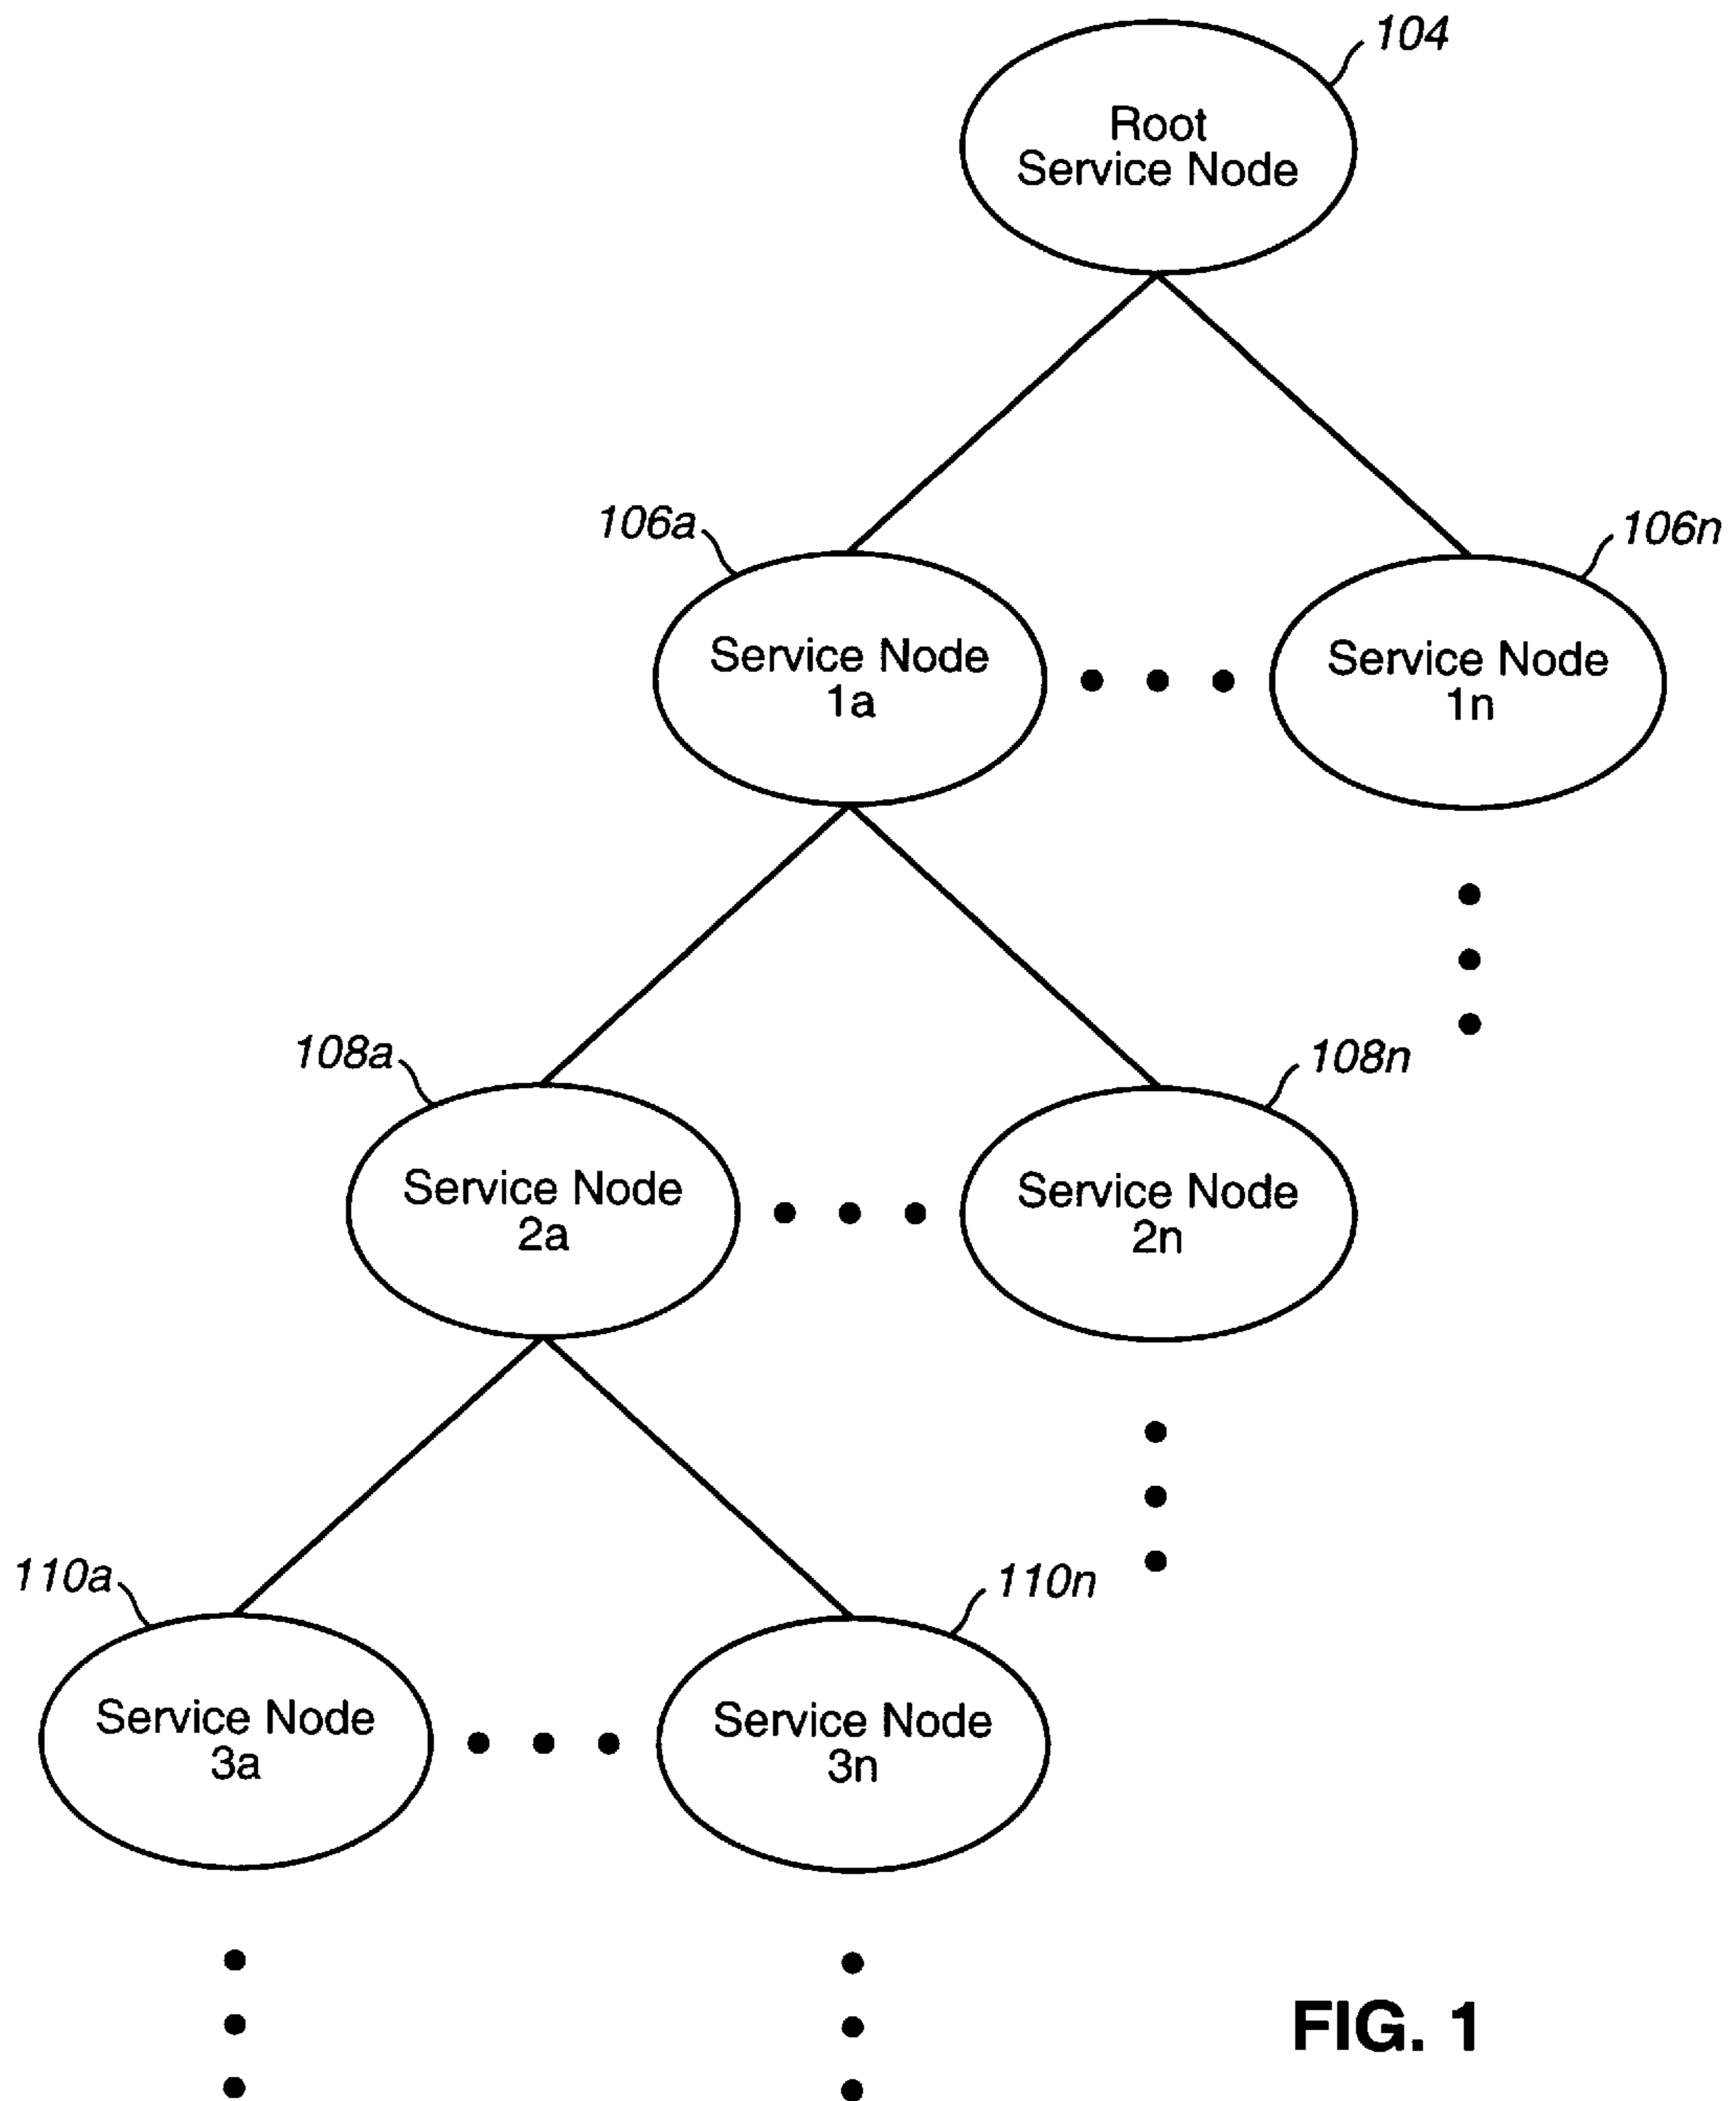 104
Root
Service Node
106a
106n
Service Node
1a
Service Node
1n
108a
108n
Service Node
2a
Service Node
2n
110a
110n
Service Node
3a
Service Node
3n
FIG. 1